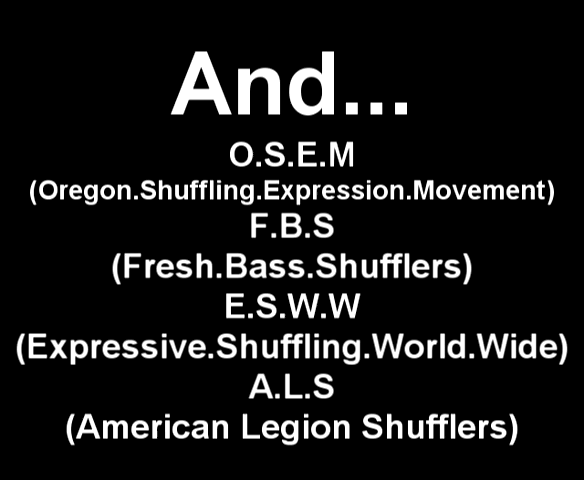 And...
O.S.E.M
(Oregon.Shuffling.Expression.Movement)
F.B.S
(Fresh.Bass.Shufflers)
E.S.W.W
(Expressive.Shuffling.World.Wide)
A.L.S
(American Legion Shufflers)